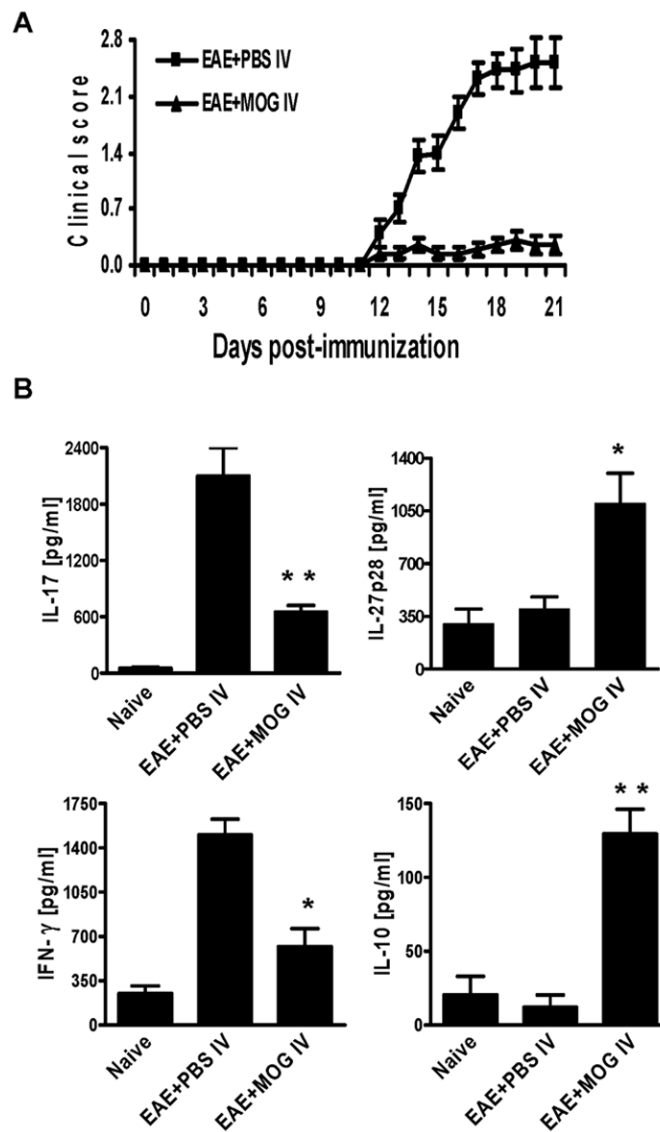 A
2.8
2.1
1.4
0.7
0.0
Clinical score
EAE+PBS IV
EAE+MOG IV
0 3 6 9 12 15 18 21
Days post-immunization
B
2400
1800
1200
600
0
IL-17 [pg/ml]
* *
Naive
EAE+PBS IV
EAE+MOG IV
1400
1050
700
350
0
IL-27p28 [pg/ml]
*
Naive
EAE+PBS IV
EAE+MOG IV
1750
1400
1050
700
350
0
IFN-γ [pg/ml]
*
Naive
EAE+PBS IV
EAE+MOG IV
150
100
50
0
IL-10 [pg/ml]
* *
Naive
EAE+PBS IV
EAE+MOG IV